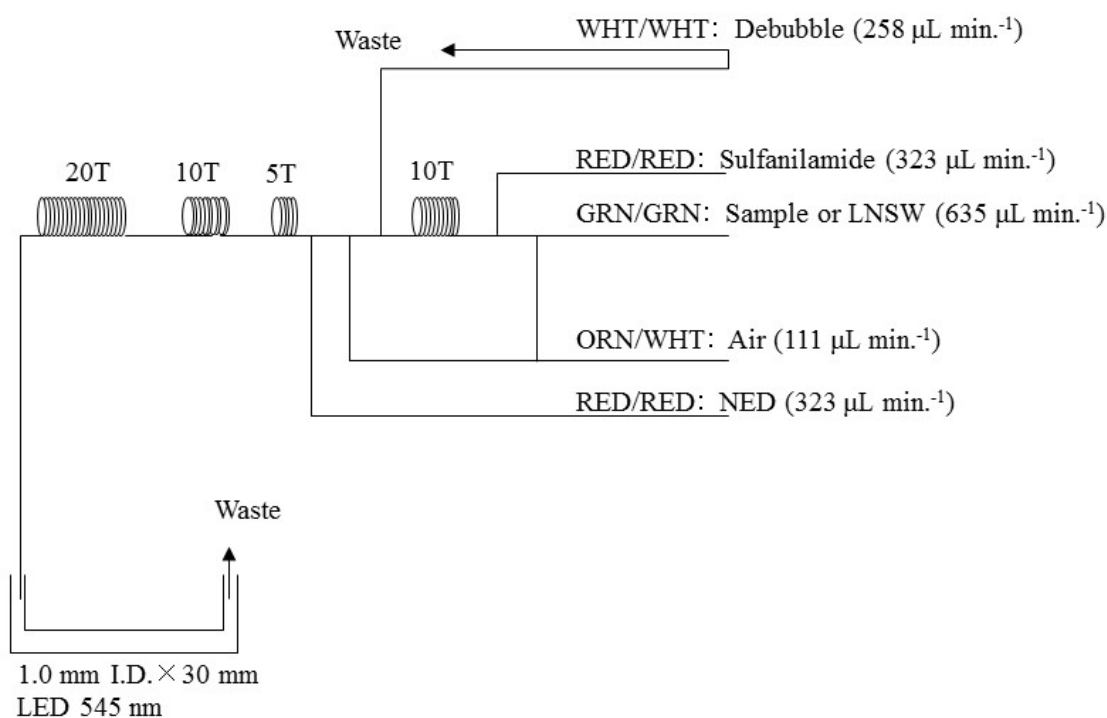 WHT/WHT: Debubble (258 μL min.⁻¹)
Waste
RED/RED: Sulfanilamide (323 μL min.⁻¹)
20T 10T 5T 10T
GRN/GRN: Sample or LNSW (635 μL min.⁻¹)
ORN/WHT: Air (111 μL min.⁻¹)
RED/RED: NED (323 μL min.⁻¹)
Waste
1.0 mm I.D.×30 mm
LED 545 nm